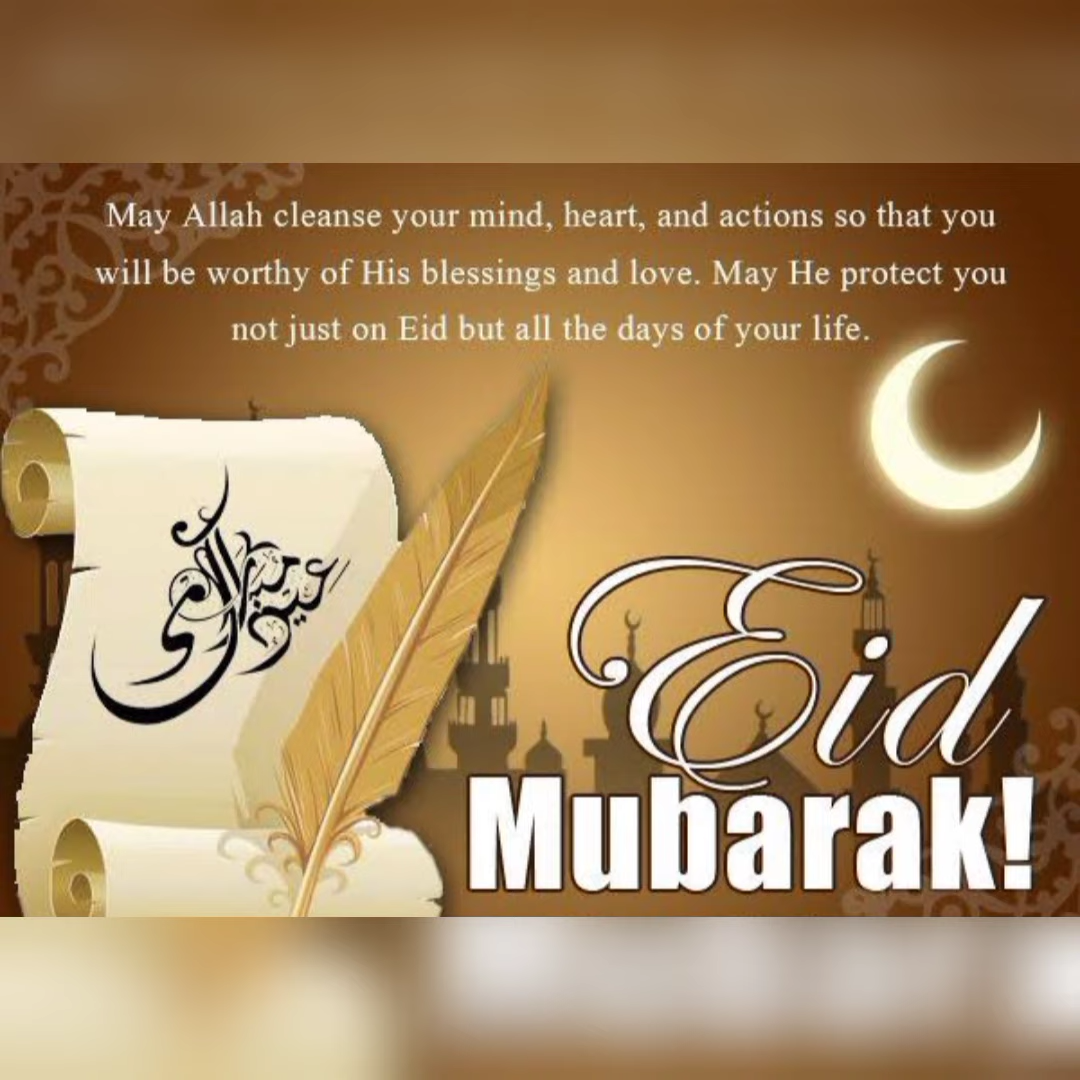 May Allah cleanse your mind, heart, and actions so that you
will be worthy of His blessings and love. May He protect you
not just on Eid but all the days of your life.
عيد مبارك
Eid
Mubarak!